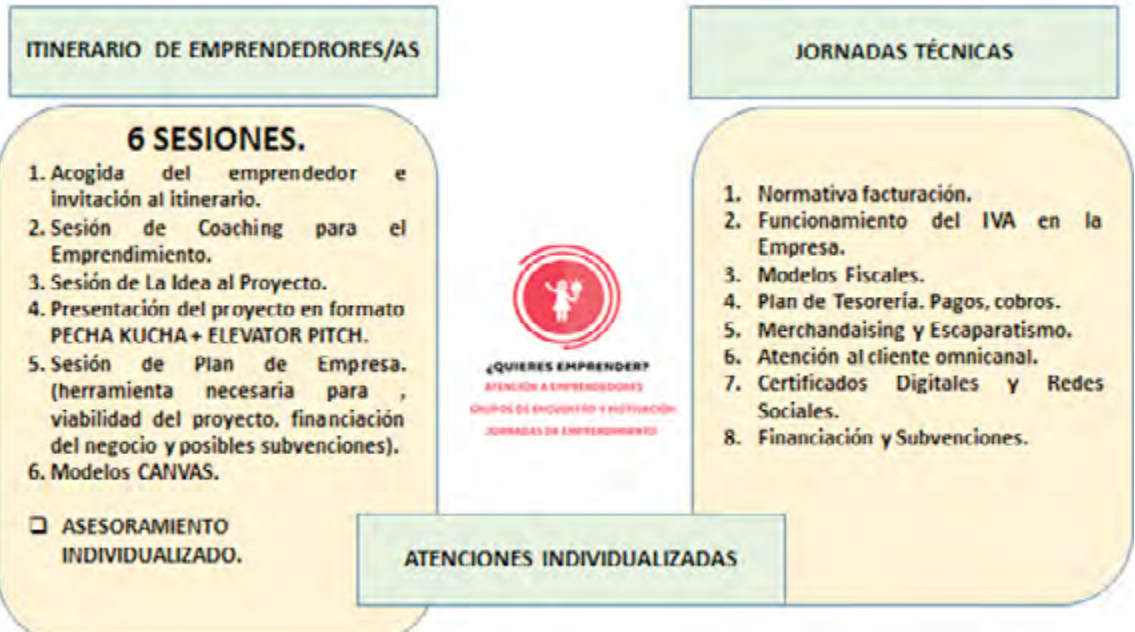 ITINERARIO DE EMPRENDEDRORES/AS
6 SESIONES.
1. Acogida del emprendedor e
invitación al itinerario.
2. Sesión de Coaching para el
Emprendimiento.
3. Sesión de La Idea al Proyecto.
4. Presentación del proyecto en formato
PECHA KUCHA + ELEVATOR PITCH.
5. Sesión de Plan de Empresa.
(herramienta necesaria para ,
viabilidad del proyecto, financiación
del negocio y posibles subvenciones).
6. Modelos CANVAS.
❑ ASESORAMIENTO
INDIVIDUALIZADO.
¿QUIERES EMPRENDER?
ATENCIÓN A EMPRENDEDORES
GRUPOS DE ENCUENTRO Y MOTIVACIÓN
JORNADAS DE EMPRENDIMIENTO
JORNADAS TÉCNICAS
1. Normativa facturación.
2. Funcionamiento del IVA en la
Empresa.
3. Modelos Fiscales.
4. Plan de Tesorería. Pagos, cobros.
5. Merchandaising y Escaparatismo.
6. Atención al cliente omnicanal.
7. Certificados Digitales y Redes
Sociales.
8. Financiación y Subvenciones.
ATENCIONES INDIVIDUALIZADAS